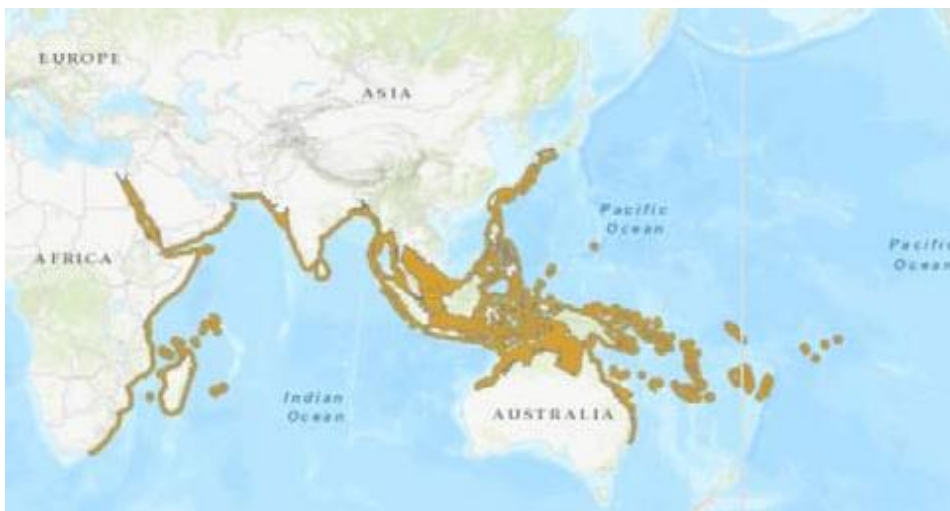 EUROPE
ASIA
Pacific
Ocean
Pacific
Ocean
AFRICA
Indian
Ocean
AUSTRALIA